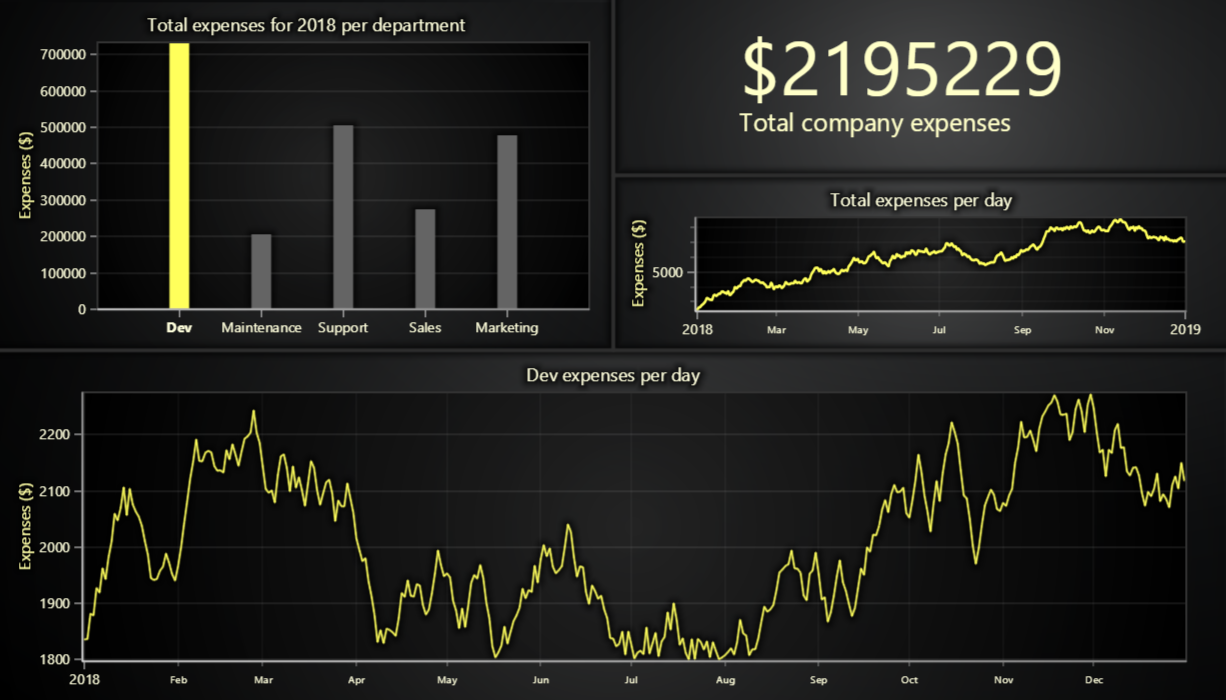 Total expenses for 2018 per department
Expenses ($)
700000
600000
500000
400000
300000
200000
100000
0
Dev Maintenance Support Sales Marketing
$2195229
Total company expenses
Total expenses per day
Expenses ($)
5000
2018 Mar May Jul Sep Nov 2019
Dev expenses per day
Expenses ($)
2200
2100
2000
1900
1800
2018 Feb Mar Apr May Jun Jul Aug Sep Oct Nov Dec